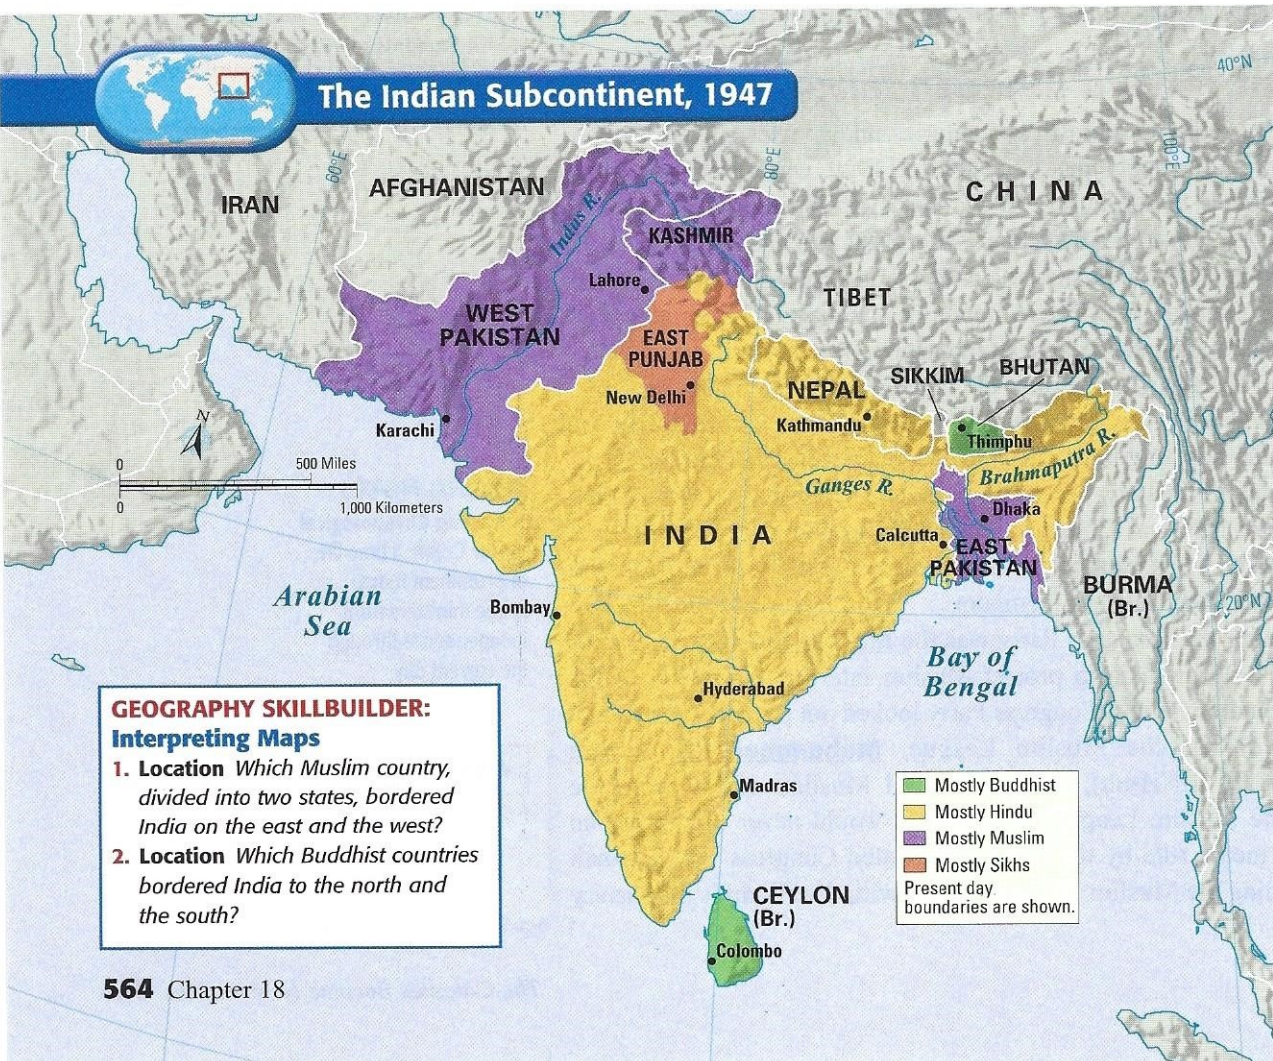 The Indian Subcontinent, 1947
40°N
60°E
80°E
100°E
IRAN
AFGHANISTAN
CHINA
Indus R.
KASHMIR
Lahore
TIBET
WEST
PAKISTAN
EAST
PUNJAB
New Delhi
NEPAL
Kathmandu
SIKKIM
BHUTAN
Thimphu
Brahmaputra R.
Karachi
N
0 500 Miles
0 1,000 Kilometers
Ganges R.
Dhaka
Calcutta
EAST
PAKISTAN
INDIA
BURMA
(Br.)
20°N
Arabian
Sea
Bombay
Bay of
Bengal
Hyderabad
Madras
CEYLON
(Br.)
Colombo
Mostly Buddhist
Mostly Hindu
Mostly Muslim
Mostly Sikhs
Present day
boundaries are shown.
GEOGRAPHY SKILLBUILDER:
Interpreting Maps
1. Location Which Muslim country,
divided into two states, bordered
India on the east and the west?
2. Location Which Buddhist countries
bordered India to the north and
the south?
564 Chapter 18